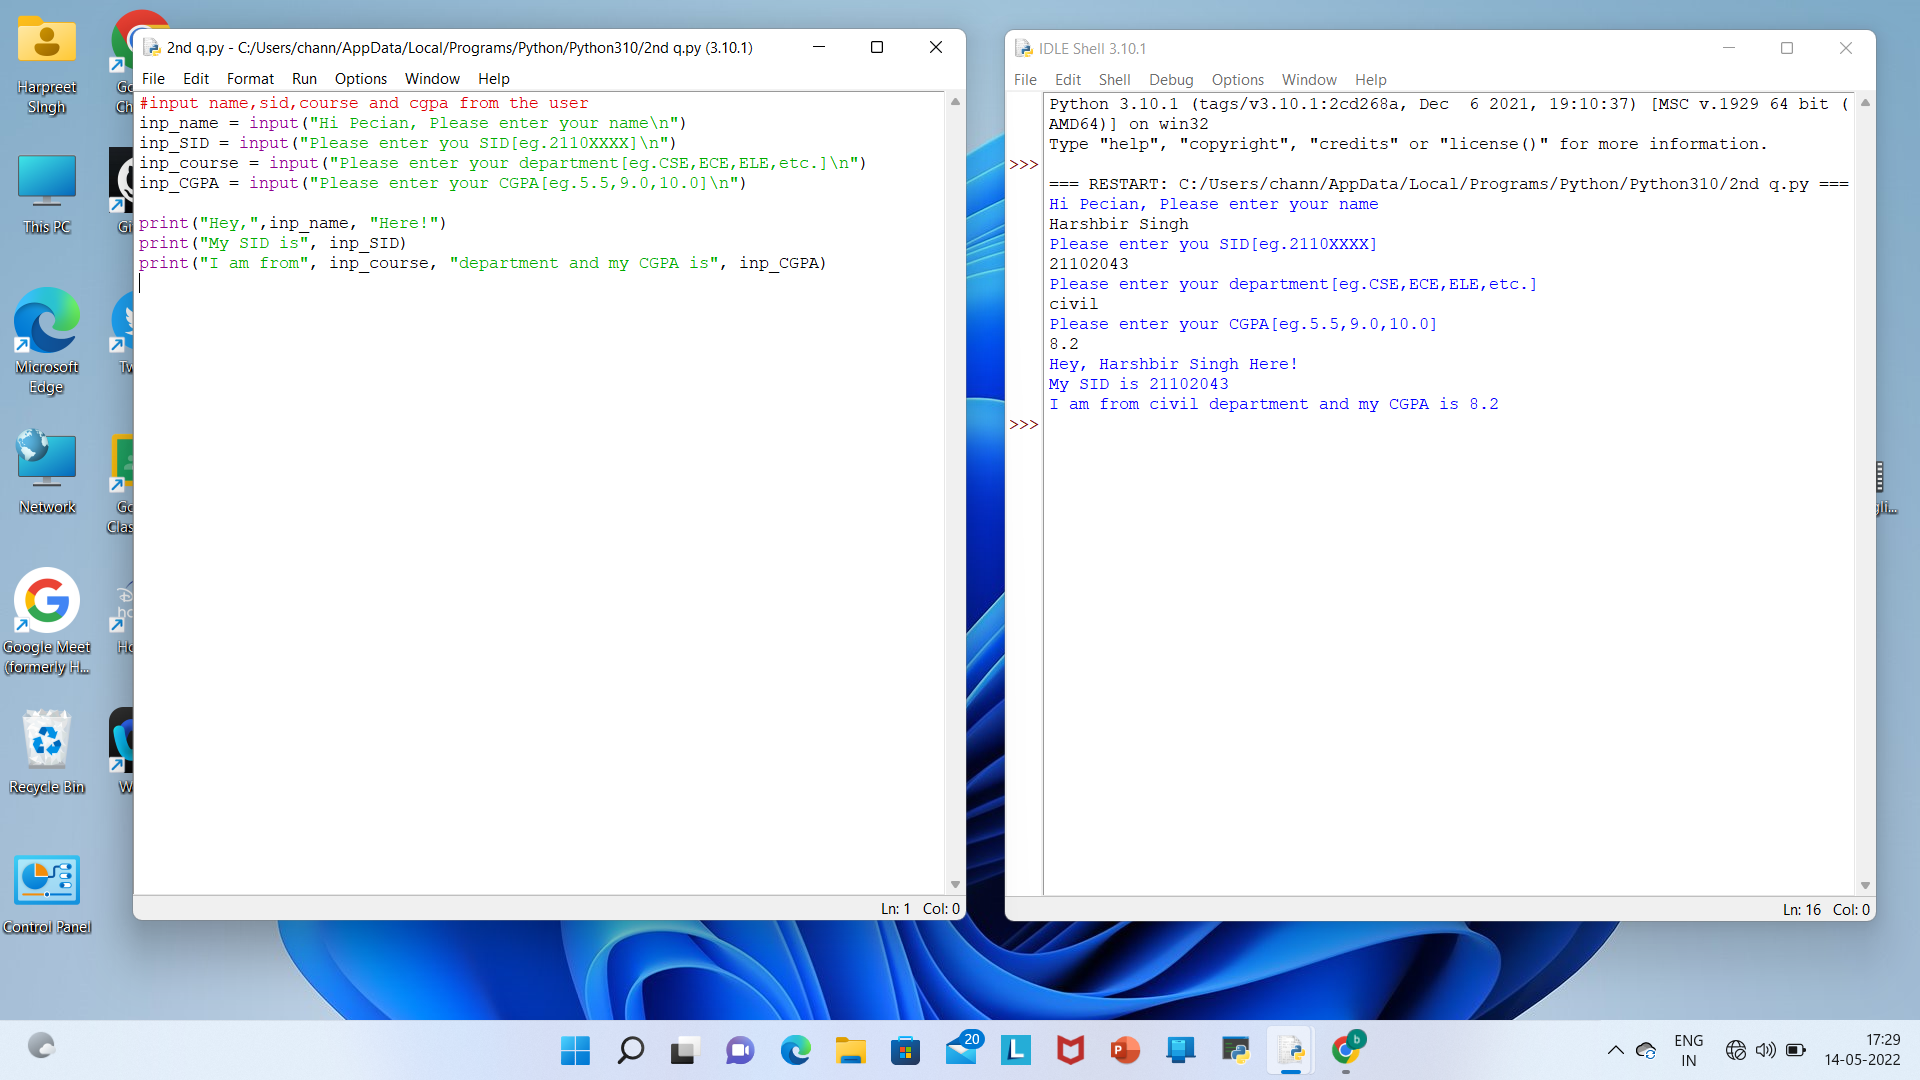 Harpreet
SIngh
This PC
Microsoft
Edge
Network
Google Meet
(formerly H...
Recycle Bin
Control Panel
2nd q.py - C:/Users/chann/AppData/Local/Programs/Python/Python310/2nd q.py (3.10.1)
File Edit Format Run Options Window Help
#input name,sid,course and cgpa from the user
inp_name = input("Hi Pecian, Please enter your name\n")
inp_SID = input("Please enter you SID[eg.2110XXXX]\n")
inp_course = input("Please enter your department[eg.CSE,ECE,ELE,etc.]\n")
inp_CGPA = input("Please enter your CGPA[eg.5.5,9.0,10.0]\n")
print("Hey,",inp_name, "Here!")
print("My SID is", inp_SID)
print("I am from", inp_course, "department and my CGPA is", inp_CGPA)
Ln: 1 Col: 0
IDLE Shell 3.10.1
File Edit Shell Debug Options Window Help
Python 3.10.1 (tags/v3.10.1:2cd268a, Dec  6 2021, 19:10:37) [MSC v.1929 64 bit (
AMD64)] on win32
Type "help", "copyright", "credits" or "license()" for more information.
>>>
=== RESTART: C:/Users/chann/AppData/Local/Programs/Python/Python310/2nd q.py ===
Hi Pecian, Please enter your name
Harshbir Singh
Please enter you SID[eg.2110XXXX]
21102043
Please enter your department[eg.CSE,ECE,ELE,etc.]
civil
Please enter your CGPA[eg.5.5,9.0,10.0]
8.2
Hey, Harshbir Singh Here!
My SID is 21102043
I am from civil department and my CGPA is 8.2
>>>
Ln: 16 Col: 0
20
L
P
b
ENG
IN
17:29
14-05-2022